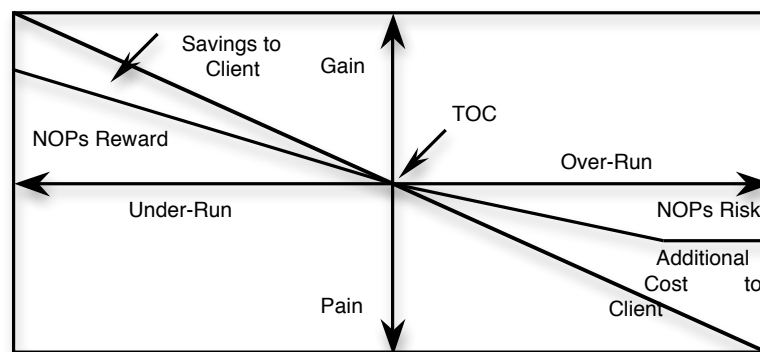 Savings to
Client
Gain
TOC
NOPs Reward
Over-Run
Under-Run
NOPs Risk
Additional
Cost to
Client
Pain